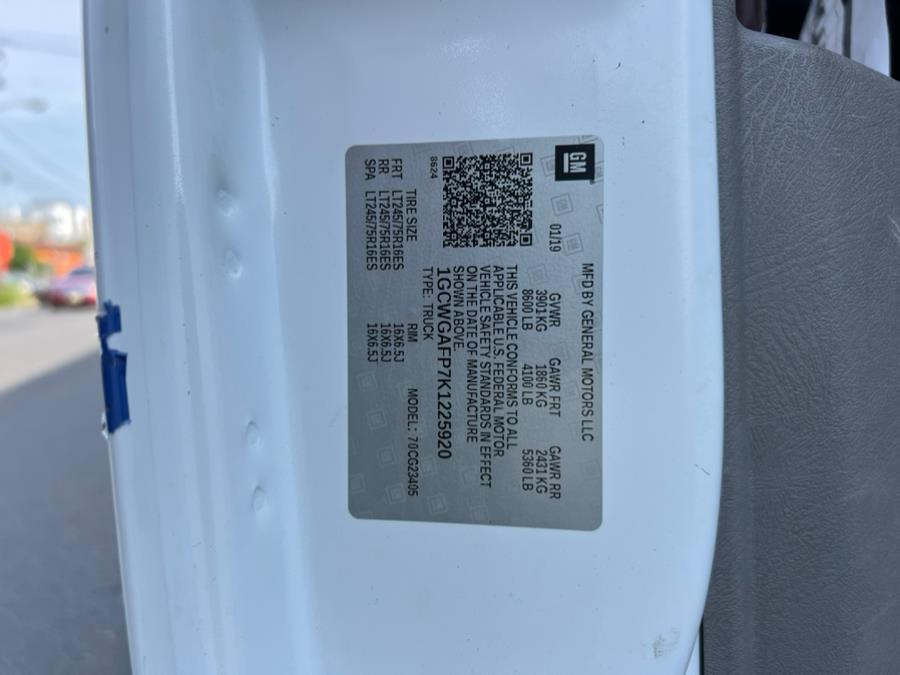 GM
MFD BY GENERAL MOTORS LLC
01/19
GVWR GAWR FRT GAWR RR
3901 KG 1860 KG 2431 KG
8600 LB 4100 LB 5360 LB
THIS VEHICLE CONFORMS TO ALL
APPLICABLE U.S. FEDERAL MOTOR
VEHICLE SAFETY STANDARDS IN EFFECT
ON THE DATE OF MANUFACTURE
SHOWN ABOVE.
1GCWGAFP7K1225920
8624
TYPE: TRUCK MODEL: 70CG23405
TIRE SIZE RIM
FRT LT245/75R16ES 16X6.5J
RR LT245/75R16ES 16X6.5J
SPA LT245/75R16ES 16X6.5J